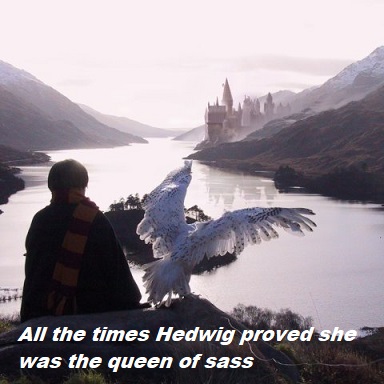 All the times Hedwig proved she
was the queen of sass